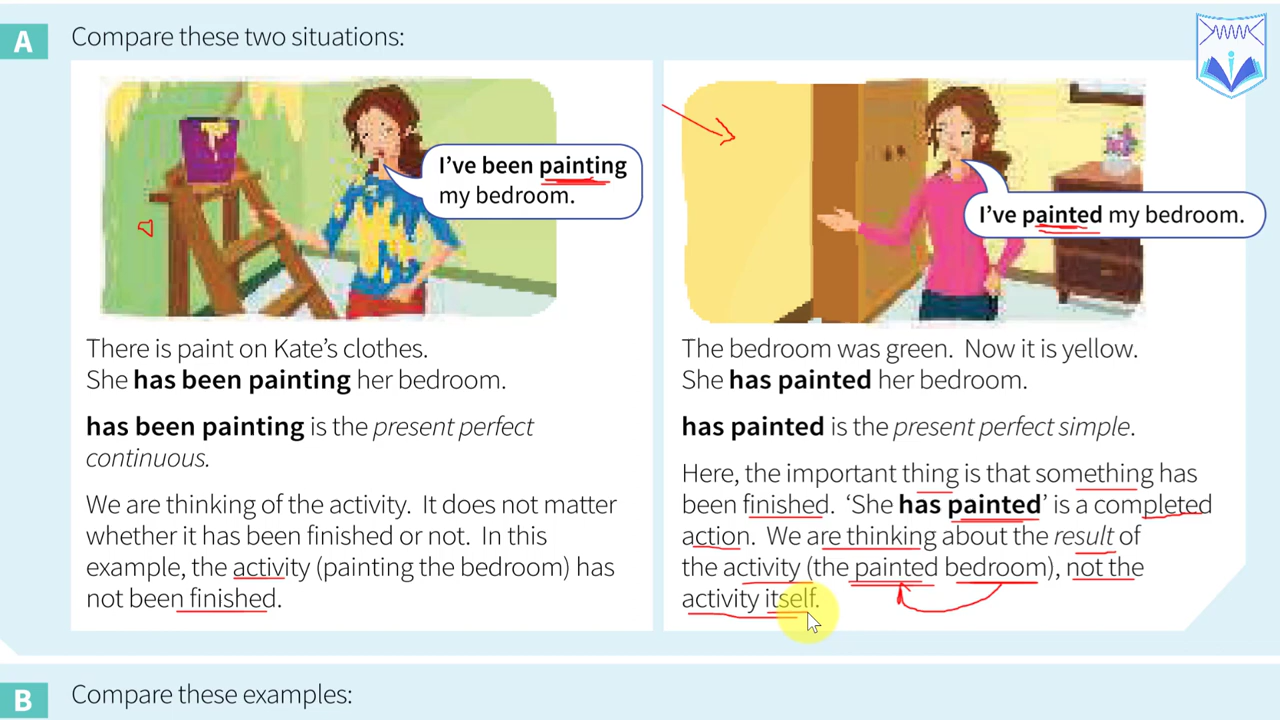 A
Compare these two situations:
I've been painting
my bedroom.
There is paint on Kate's clothes.
She has been painting her bedroom.
has been painting is the present perfect
continuous.
We are thinking of the activity. It does not matter
whether it has been finished or not. In this
example, the activity (painting the bedroom) has
not been finished.
I've painted my bedroom.
The bedroom was green. Now it is yellow.
She has painted her bedroom.
has painted is the present perfect simple.
Here, the important thing is that something has
been finished. ‘She has painted’ is a completed
action. We are thinking about the result of
the activity (the painted bedroom), not the
activity itself.
B
Compare these examples: